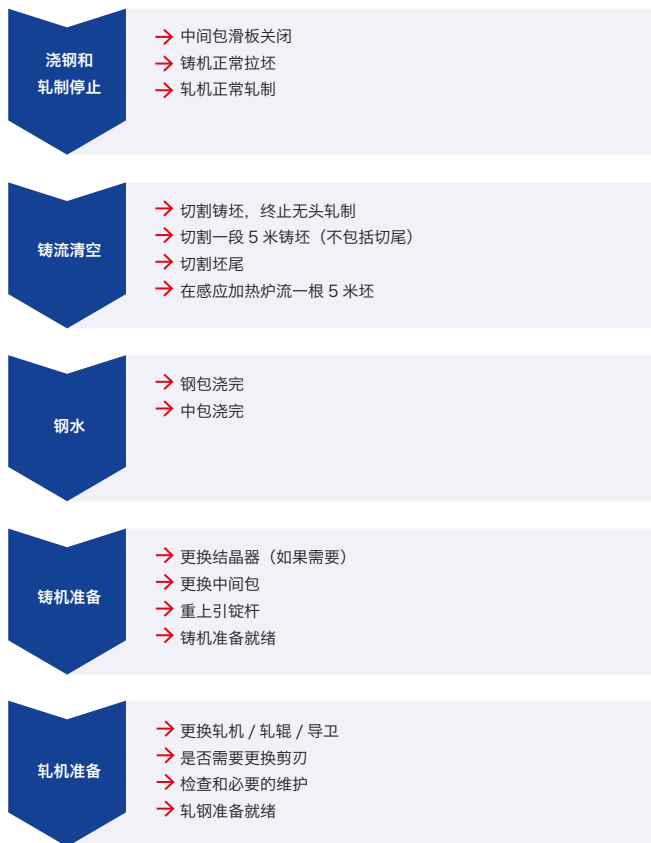 浇钢和
轧制停止
中间包滑板关闭
铸机正常拉坯
轧机正常轧制
铸流清空
切割铸坯，终止无头轧制
切割一段 5 米铸坯（不包括切尾）
切割坯尾
在感应加热炉流一根 5 米坯
钢水
钢包浇完
中包浇完
铸机准备
更换结晶器（如果需要）
更换中间包
重上引锭杆
铸机准备就绪
轧机准备
更换轧机 / 轧辊 / 导卫
是否需要更换剪刃
检查和必要的维护
轧钢准备就绪